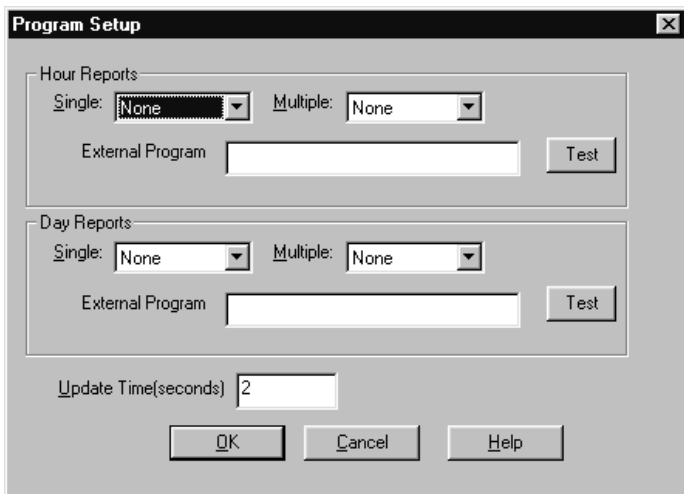 Program Setup
Hour Reports
Single: None Multiple: None
External Program Test
Day Reports
Single: None Multiple: None
External Program Test
Update Time(seconds) 2
OK Cancel Help